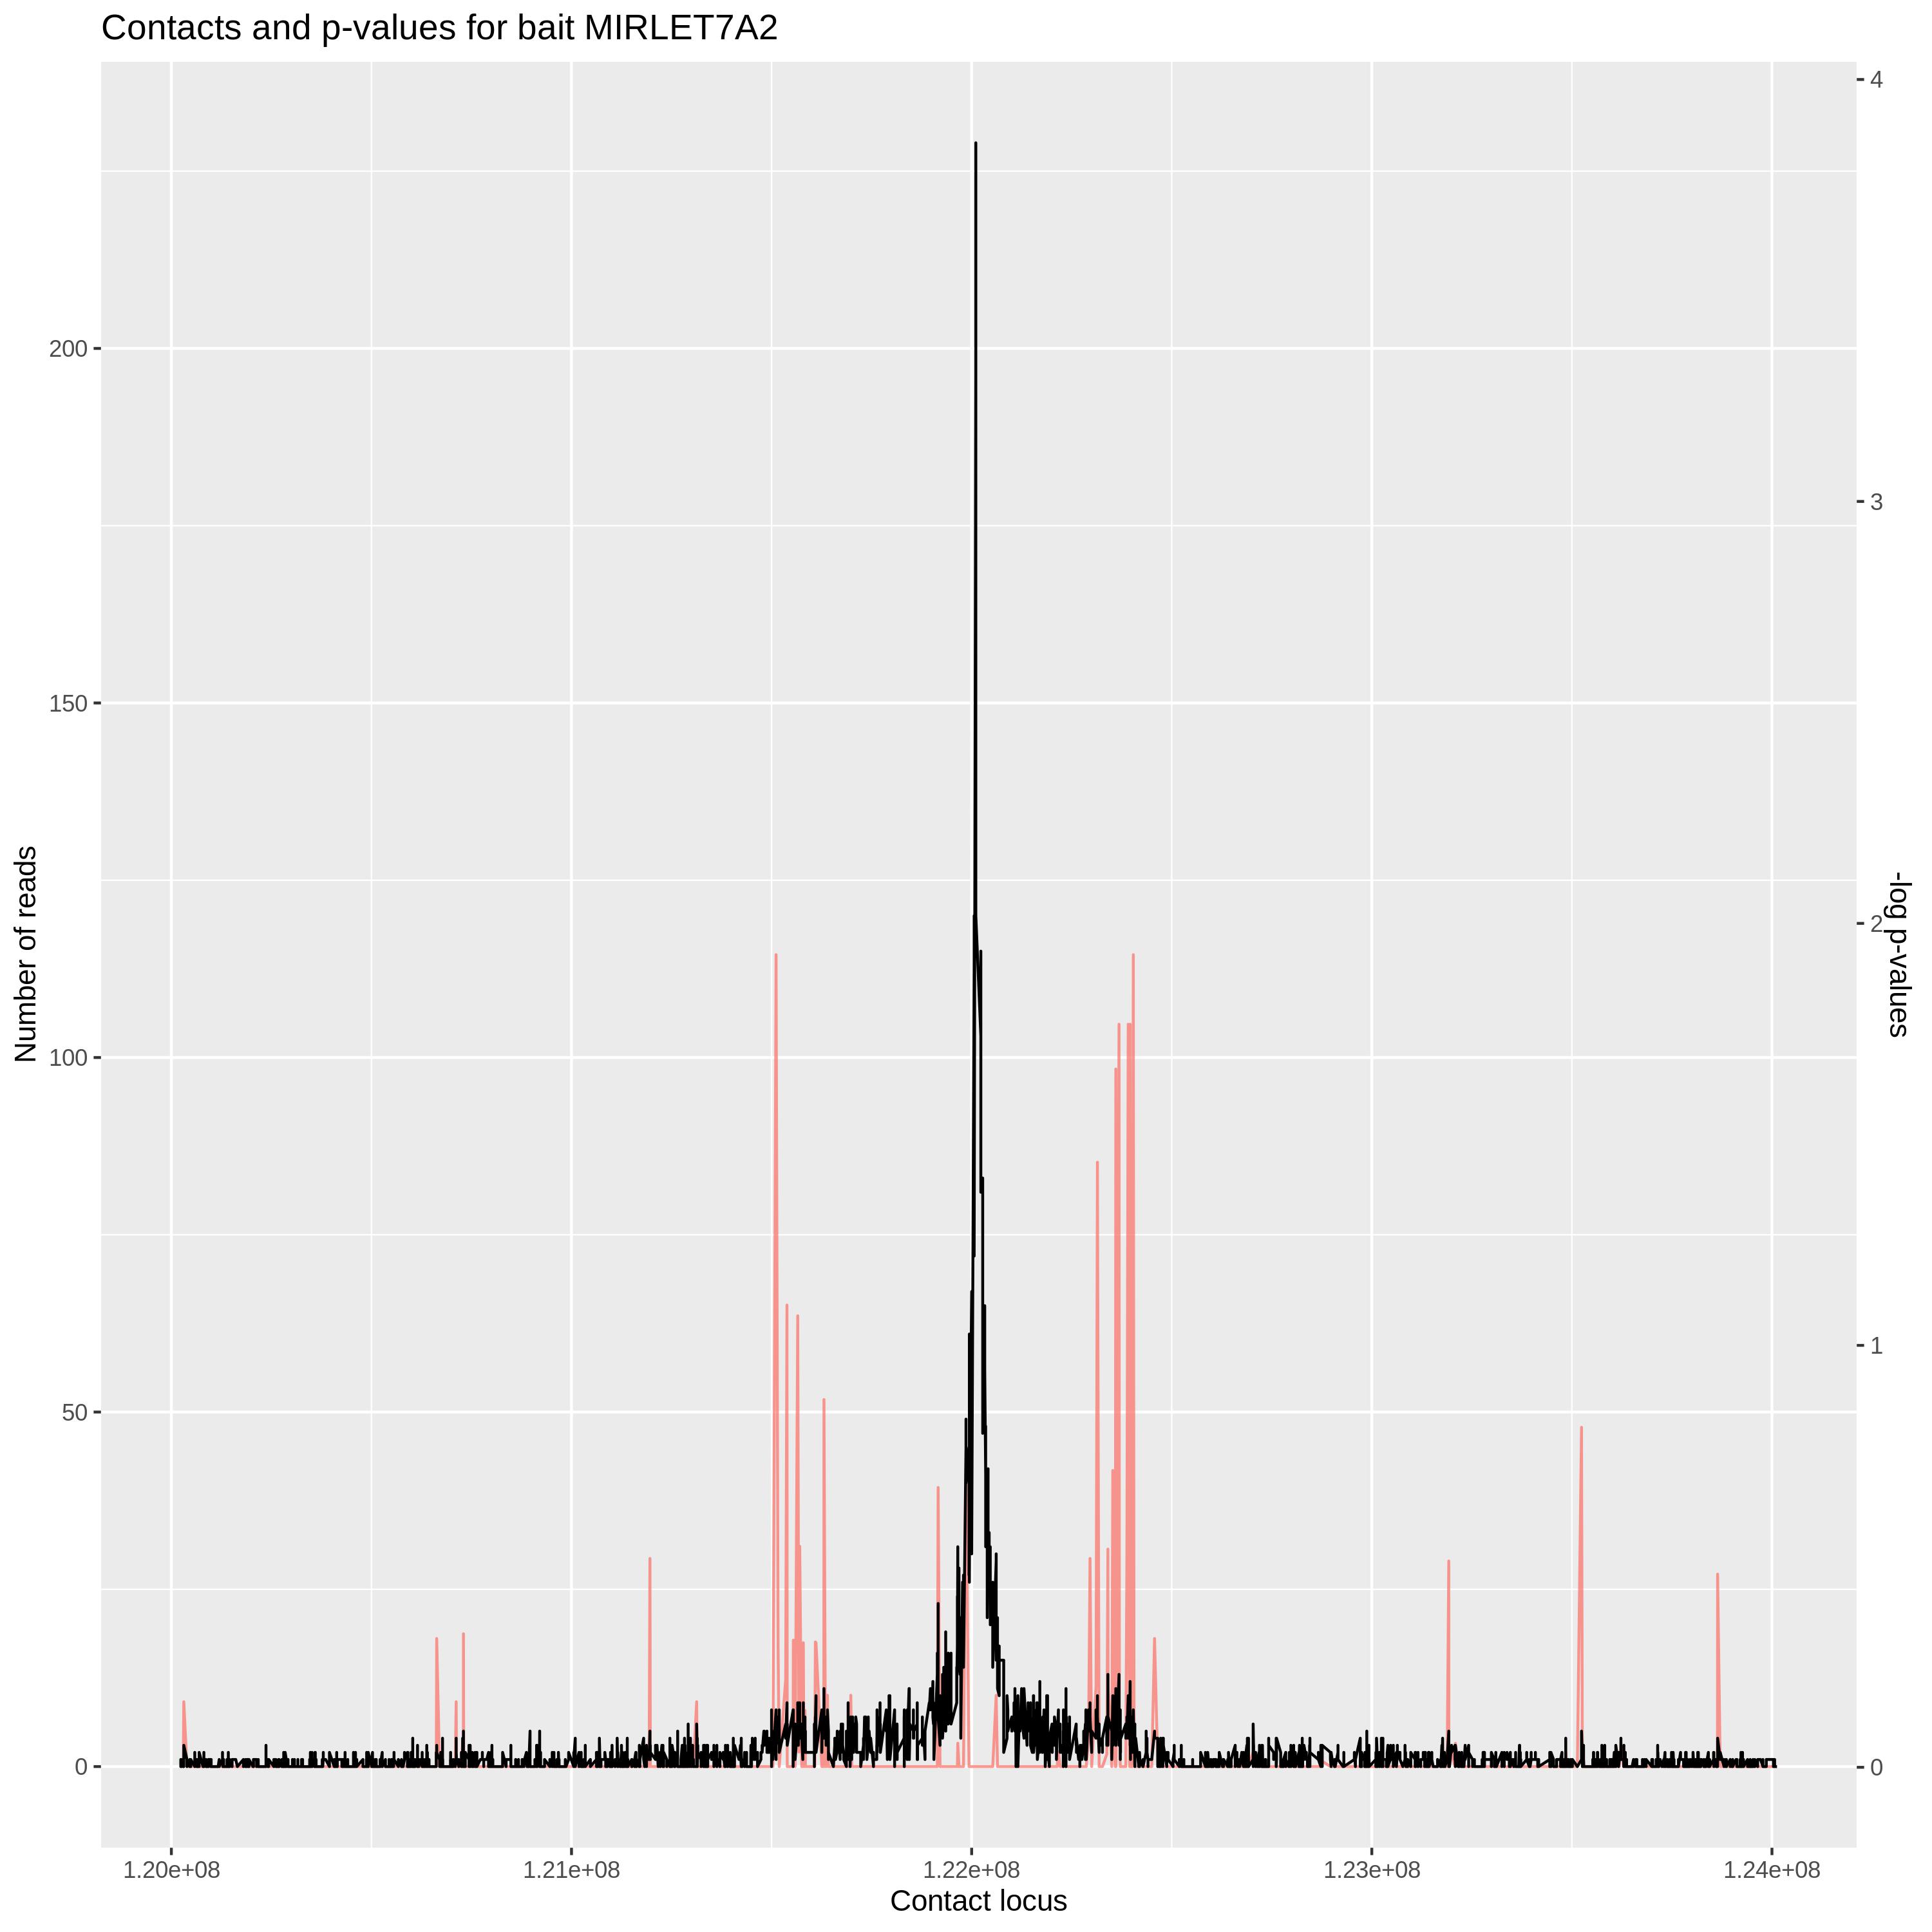 Contacts and p-values for bait MIRLET7A2
Number of reads
200
150
100
50
0
4
3
2
1
0
-log p-values
1.20e+08
1.21e+08
1.22e+08
1.23e+08
1.24e+08
Contact locus